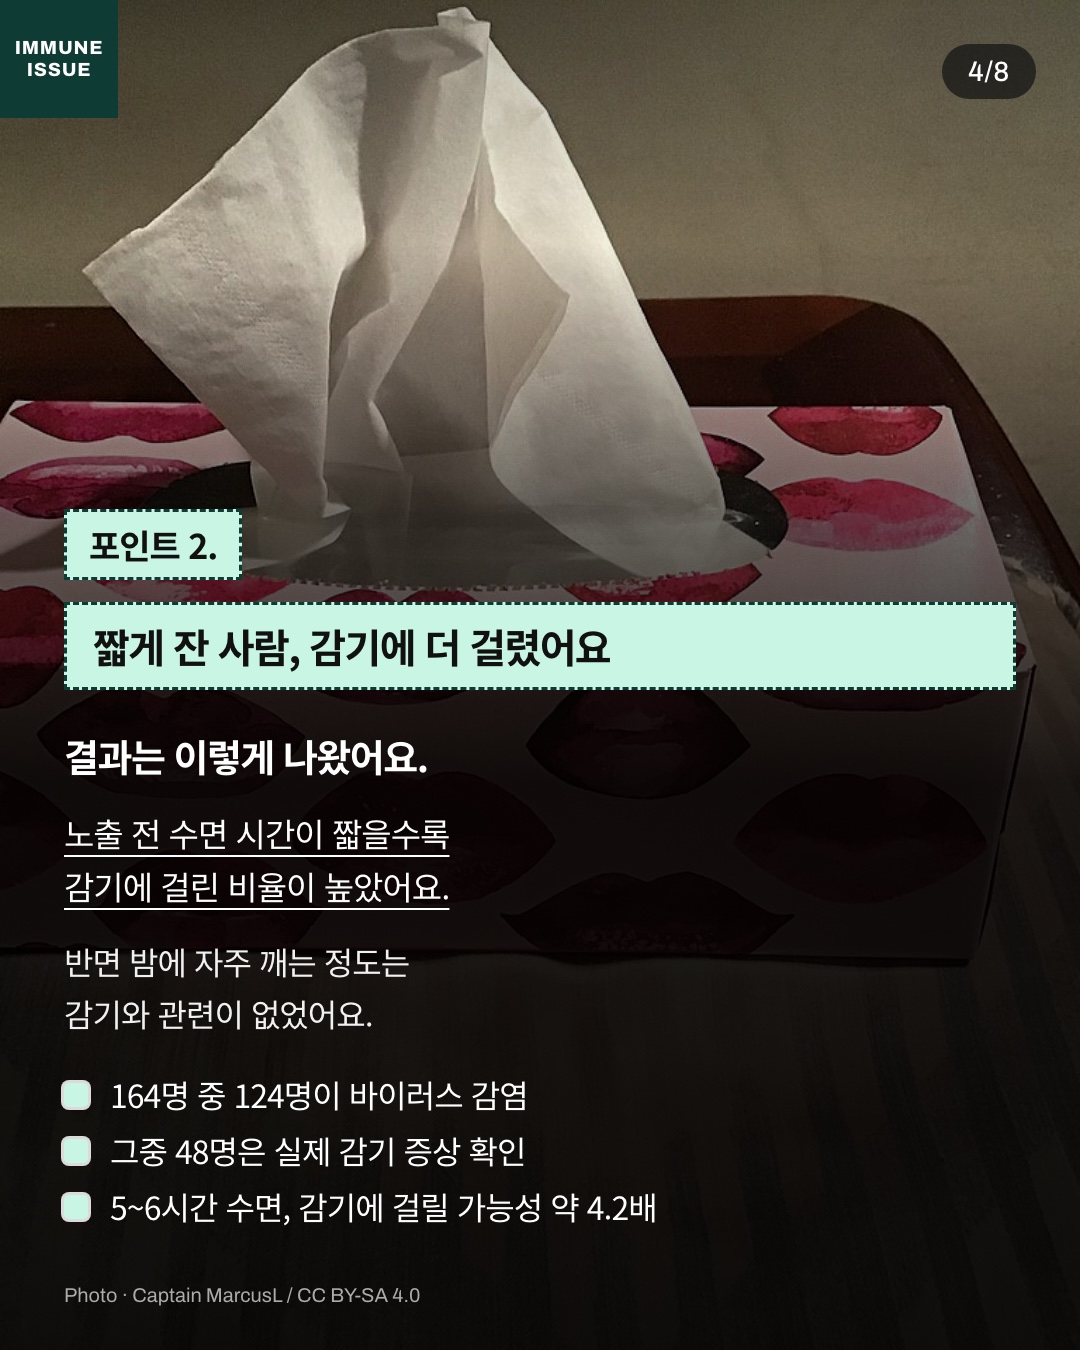 IMMUNE
ISSUE
4/8
포인트 2.
짧게 잔 사람, 감기에 더 걸렸어요
결과는 이렇게 나왔어요.
노출 전 수면 시간이 짧을수록
감기에 걸린 비율이 높았어요.
반면 밤에 자주 깨는 정도는
감기와 관련이 없었어요.
164명 중 124명이 바이러스 감염
그중 48명은 실제 감기 증상 확인
5~6시간 수면, 감기에 걸릴 가능성 약 4.2배
Photo · Captain MarcusL / CC BY-SA 4.0